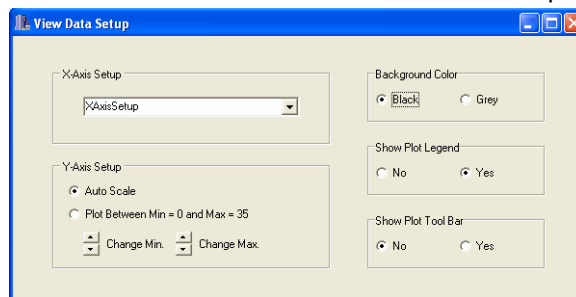 View Data Setup
X-Axis Setup
XAxisSetup
Y-Axis Setup
Auto Scale
Plot Between Min = 0 and Max = 35
Change Min. Change Max.
Background Color
Black Grey
Show Plot Legend
No Yes
Show Plot Tool Bar
No Yes